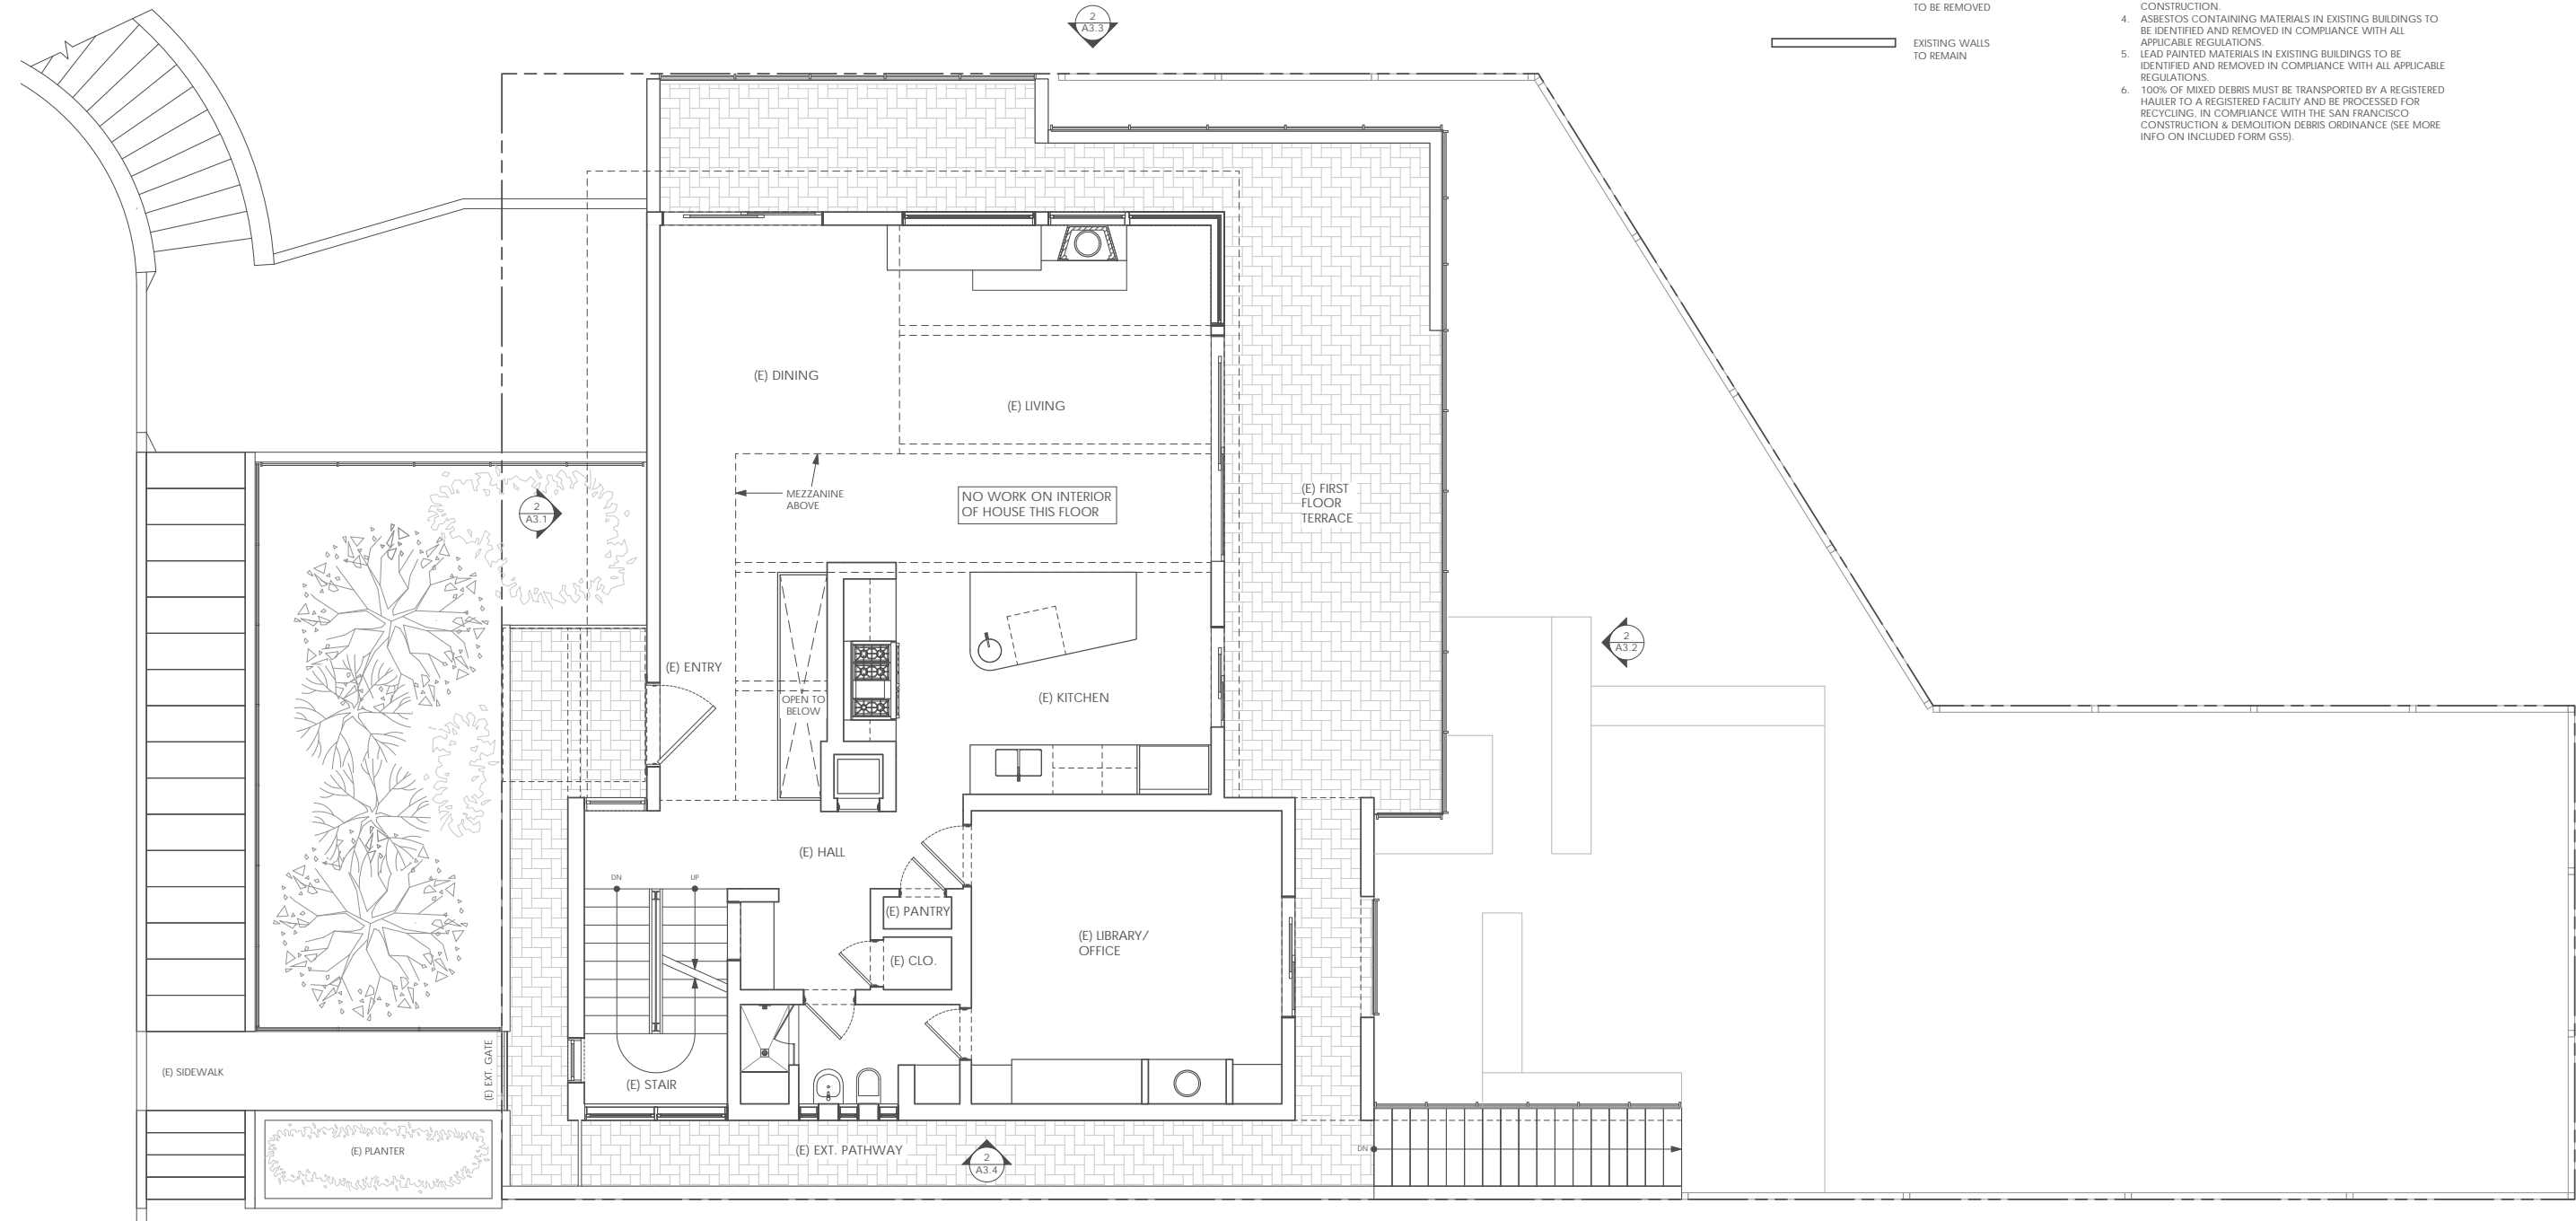 2
A3.3
TO BE REMOVED
EXISTING WALLS
TO REMAIN
CONSTRUCTION.
4. ASBESTOS CONTAINING MATERIALS IN EXISTING BUILDINGS TO
BE IDENTIFIED AND REMOVED IN COMPLIANCE WITH ALL
APPLICABLE REGULATIONS.
5. LEAD PAINTED MATERIALS IN EXISTING BUILDINGS TO BE
IDENTIFIED AND REMOVED IN COMPLIANCE WITH ALL APPLICABLE
REGULATIONS.
6. 100% OF MIXED DEBRIS MUST BE TRANSPORTED BY A REGISTERED
HAULER TO A REGISTERED FACILITY AND BE PROCESSED FOR
RECYCLING, IN COMPLIANCE WITH THE SAN FRANCISCO
CONSTRUCTION & DEMOLITION DEBRIS ORDINANCE (SEE MORE
INFO ON INCLUDED FORM GS5).
(E) DINING
(E) LIVING
MEZZANINE
ABOVE
NO WORK ON INTERIOR
OF HOUSE THIS FLOOR
(E) FIRST
FLOOR
TERRACE
2
A3.1
2
A3.2
(E) ENTRY
OPEN TO
BELOW
(E) KITCHEN
(E) HALL
DN
UP
(E) PANTRY
(E) CLO.
(E) LIBRARY/
OFFICE
(E) SIDEWALK
(E) EXT. GATE
(E) STAIR
(E) PLANTER
(E) EXT. PATHWAY
2
A3.4
DN